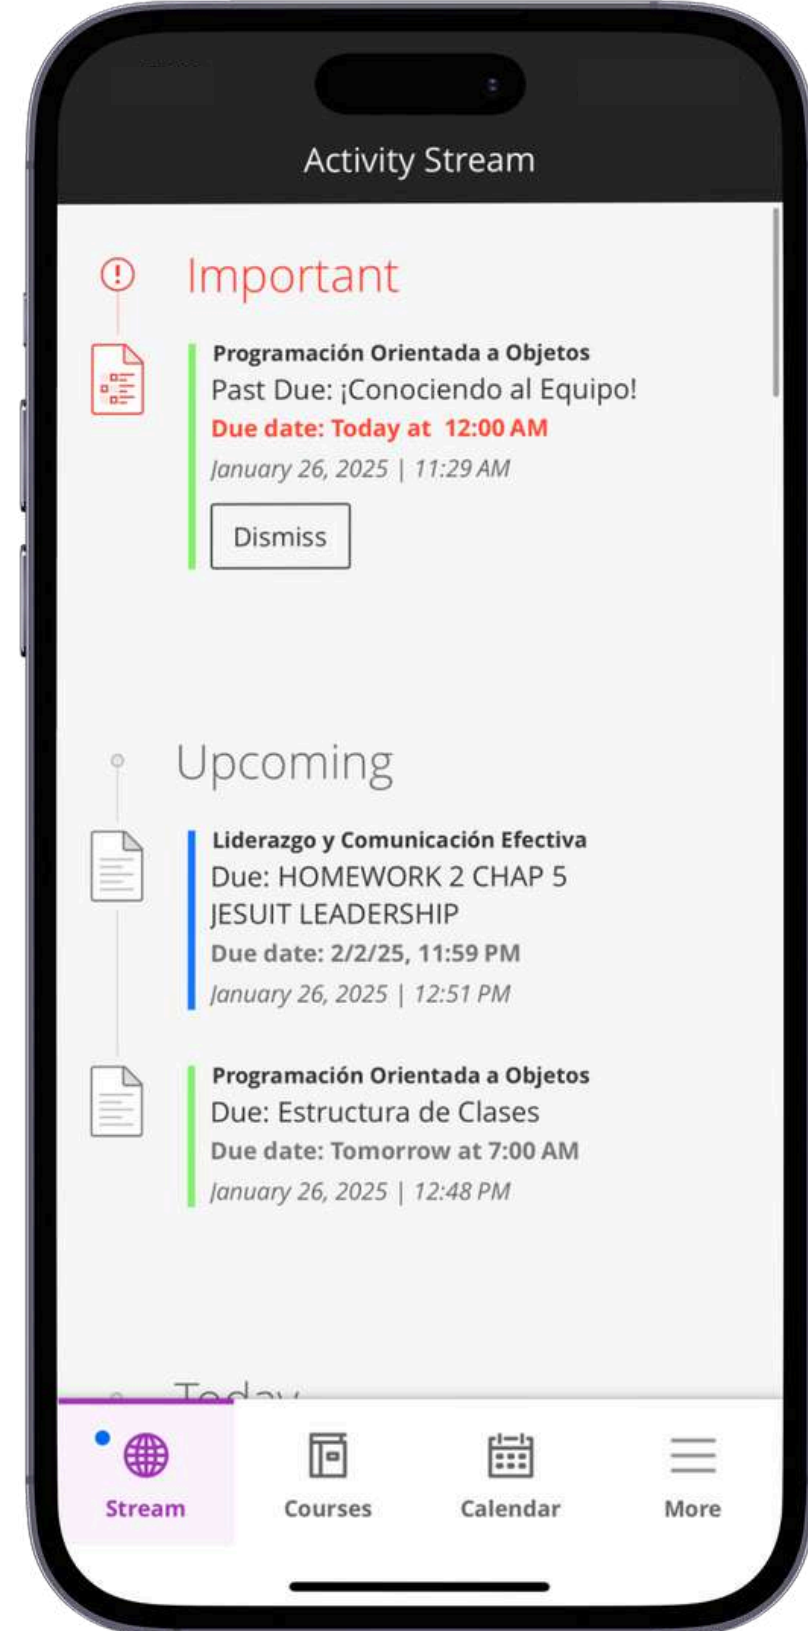 Activity Stream
Important
Programación Orientada a Objetos
Past Due: ¡Conociendo al Equipo!
Due date: Today at 12:00 AM
January 26, 2025 | 11:29 AM
Dismiss
Upcoming
Liderazgo y Comunicación Efectiva
Due: HOMEWORK 2 CHAP 5
JESUIT LEADERSHIP
Due date: 2/2/25, 11:59 PM
January 26, 2025 | 12:51 PM
Programación Orientada a Objetos
Due: Estructura de Clases
Due date: Tomorrow at 7:00 AM
January 26, 2025 | 12:48 PM
Today
Stream
Courses
Calendar
More